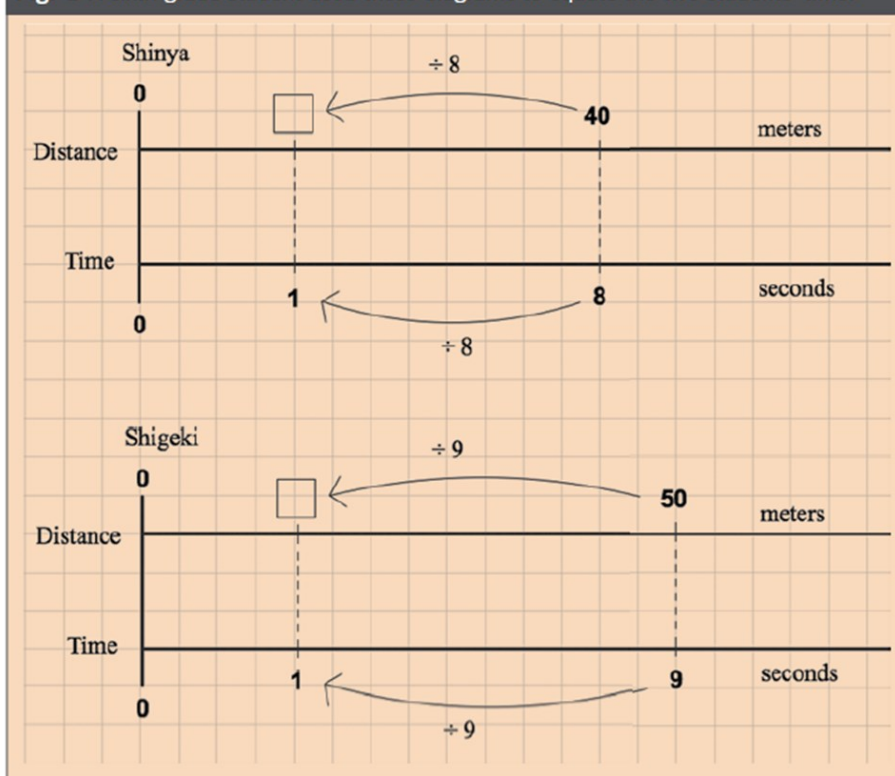 Shinya
÷ 8
0
40
meters
Distance
Time
seconds
1
8
0
÷ 8
Shigeki
÷ 9
0
50
meters
Distance
Time
seconds
1
9
0
÷ 9